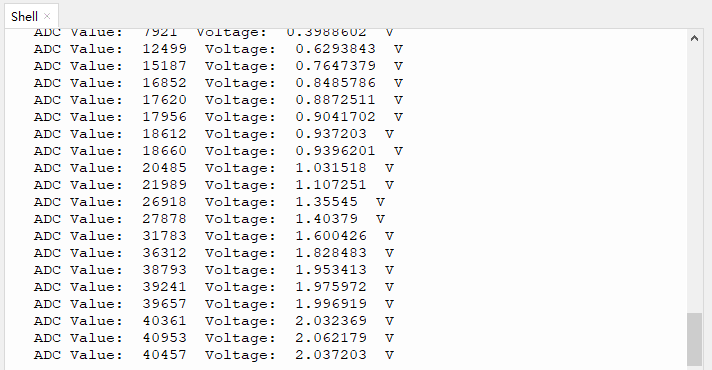 Shell ×
ADC Value:  7921  Voltage:  0.3988602  V
ADC Value:  12499  Voltage:  0.6293843  V
ADC Value:  15187  Voltage:  0.7647379  V
ADC Value:  16852  Voltage:  0.8485786  V
ADC Value:  17620  Voltage:  0.8872511  V
ADC Value:  17956  Voltage:  0.9041702  V
ADC Value:  18612  Voltage:  0.937203  V
ADC Value:  18660  Voltage:  0.9396201  V
ADC Value:  20485  Voltage:  1.031518  V
ADC Value:  21989  Voltage:  1.107251  V
ADC Value:  26918  Voltage:  1.35545  V
ADC Value:  27878  Voltage:  1.40379  V
ADC Value:  31783  Voltage:  1.600426  V
ADC Value:  36312  Voltage:  1.828483  V
ADC Value:  38793  Voltage:  1.953413  V
ADC Value:  39241  Voltage:  1.975972  V
ADC Value:  39657  Voltage:  1.996919  V
ADC Value:  40361  Voltage:  2.032369  V
ADC Value:  40953  Voltage:  2.062179  V
ADC Value:  40457  Voltage:  2.037203  V